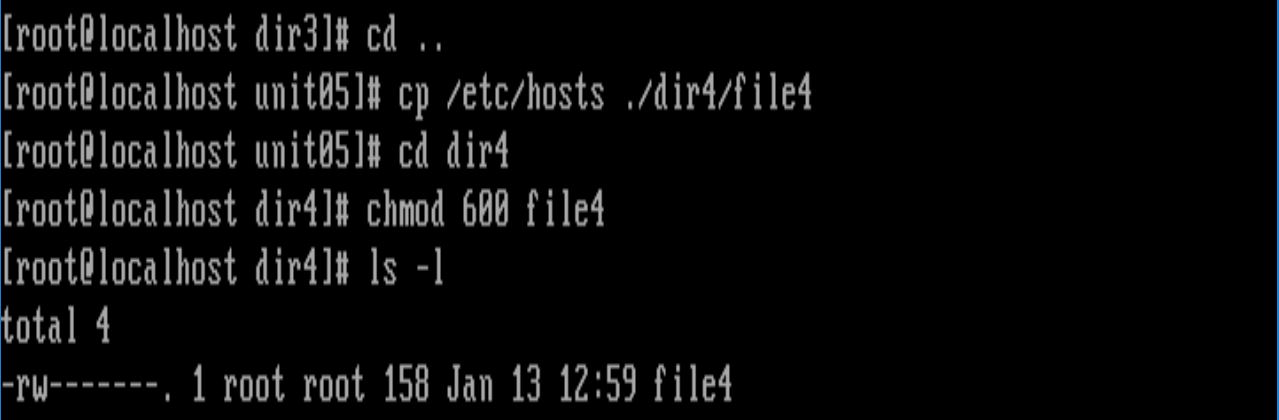 [root@localhost dir3]# cd ..
[root@localhost unit05]# cp /etc/hosts ./dir4/file4
[root@localhost unit05]# cd dir4
[root@localhost dir4]# chmod 600 file4
[root@localhost dir4]# ls -l
total 4
-rw-------. 1 root root 158 Jan 13 12:59 file4